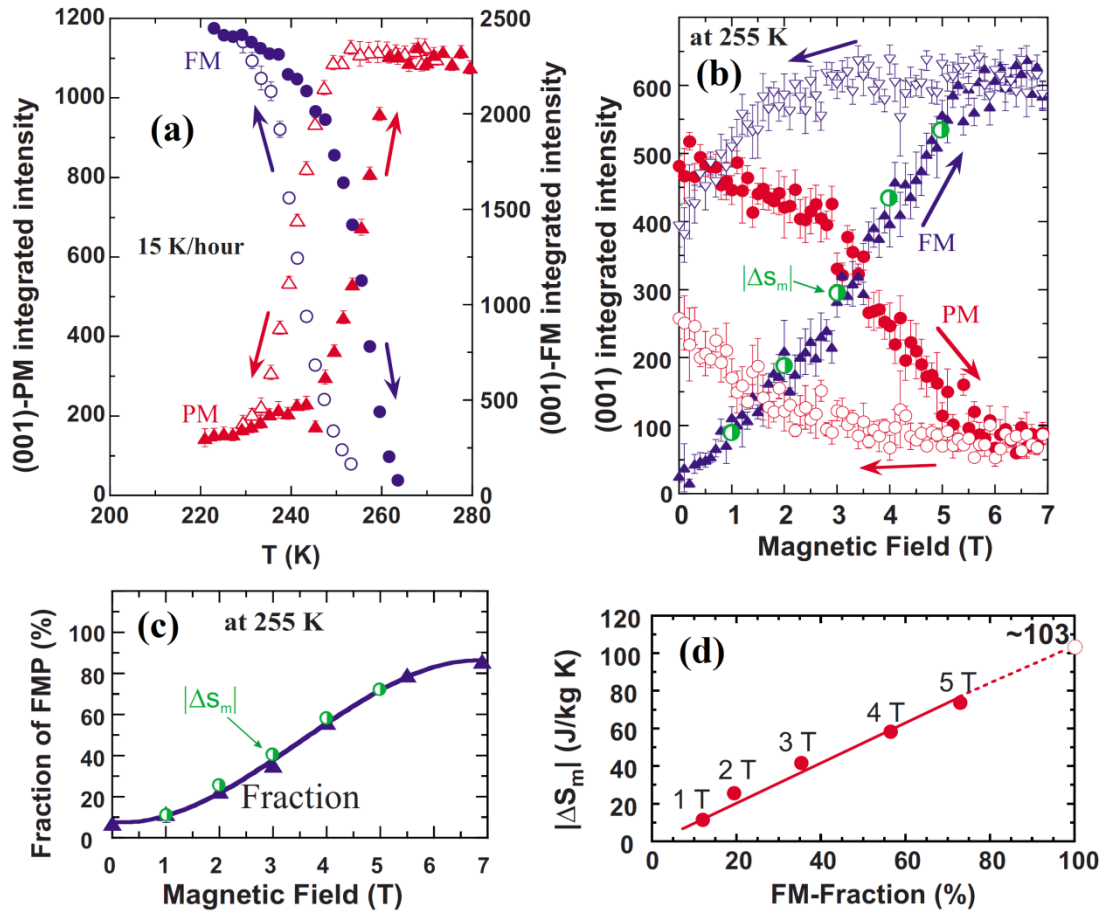 (a)
FM
15 K/hour
PM
(001)-PM integrated intensity
0
200
400
600
800
1000
1200
(001)-FM integrated intensity
0
500
1000
1500
2000
2500
200
220
240
260
280
T (K)
at 255 K
(b)
FM
|ΔSm|
PM
(001) integrated intensity
0
100
200
300
400
500
600
0
1
2
3
4
5
6
7
Magnetic Field (T)
(c)
at 255 K
|ΔSm|
Fraction
Fraction of FMP (%)
0
20
40
60
80
100
0
1
2
3
4
5
6
7
Magnetic Field (T)
(d)
~103
5 T
4 T
3 T
2 T
1 T
|ΔSm| (J/kg K)
0
20
40
60
80
100
120
0
20
40
60
80
100
FM-Fraction (%)